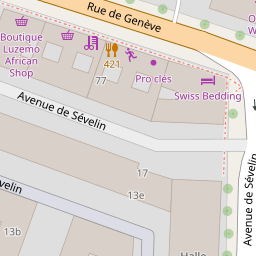 Rue de Genève
Boutique
Luzemo
African
Shop
421
77
Pro clés
Swiss Bedding
O
W
Avenue de Sévelin
17
13e
velin
13b
Avenue de Sévelin
Halle